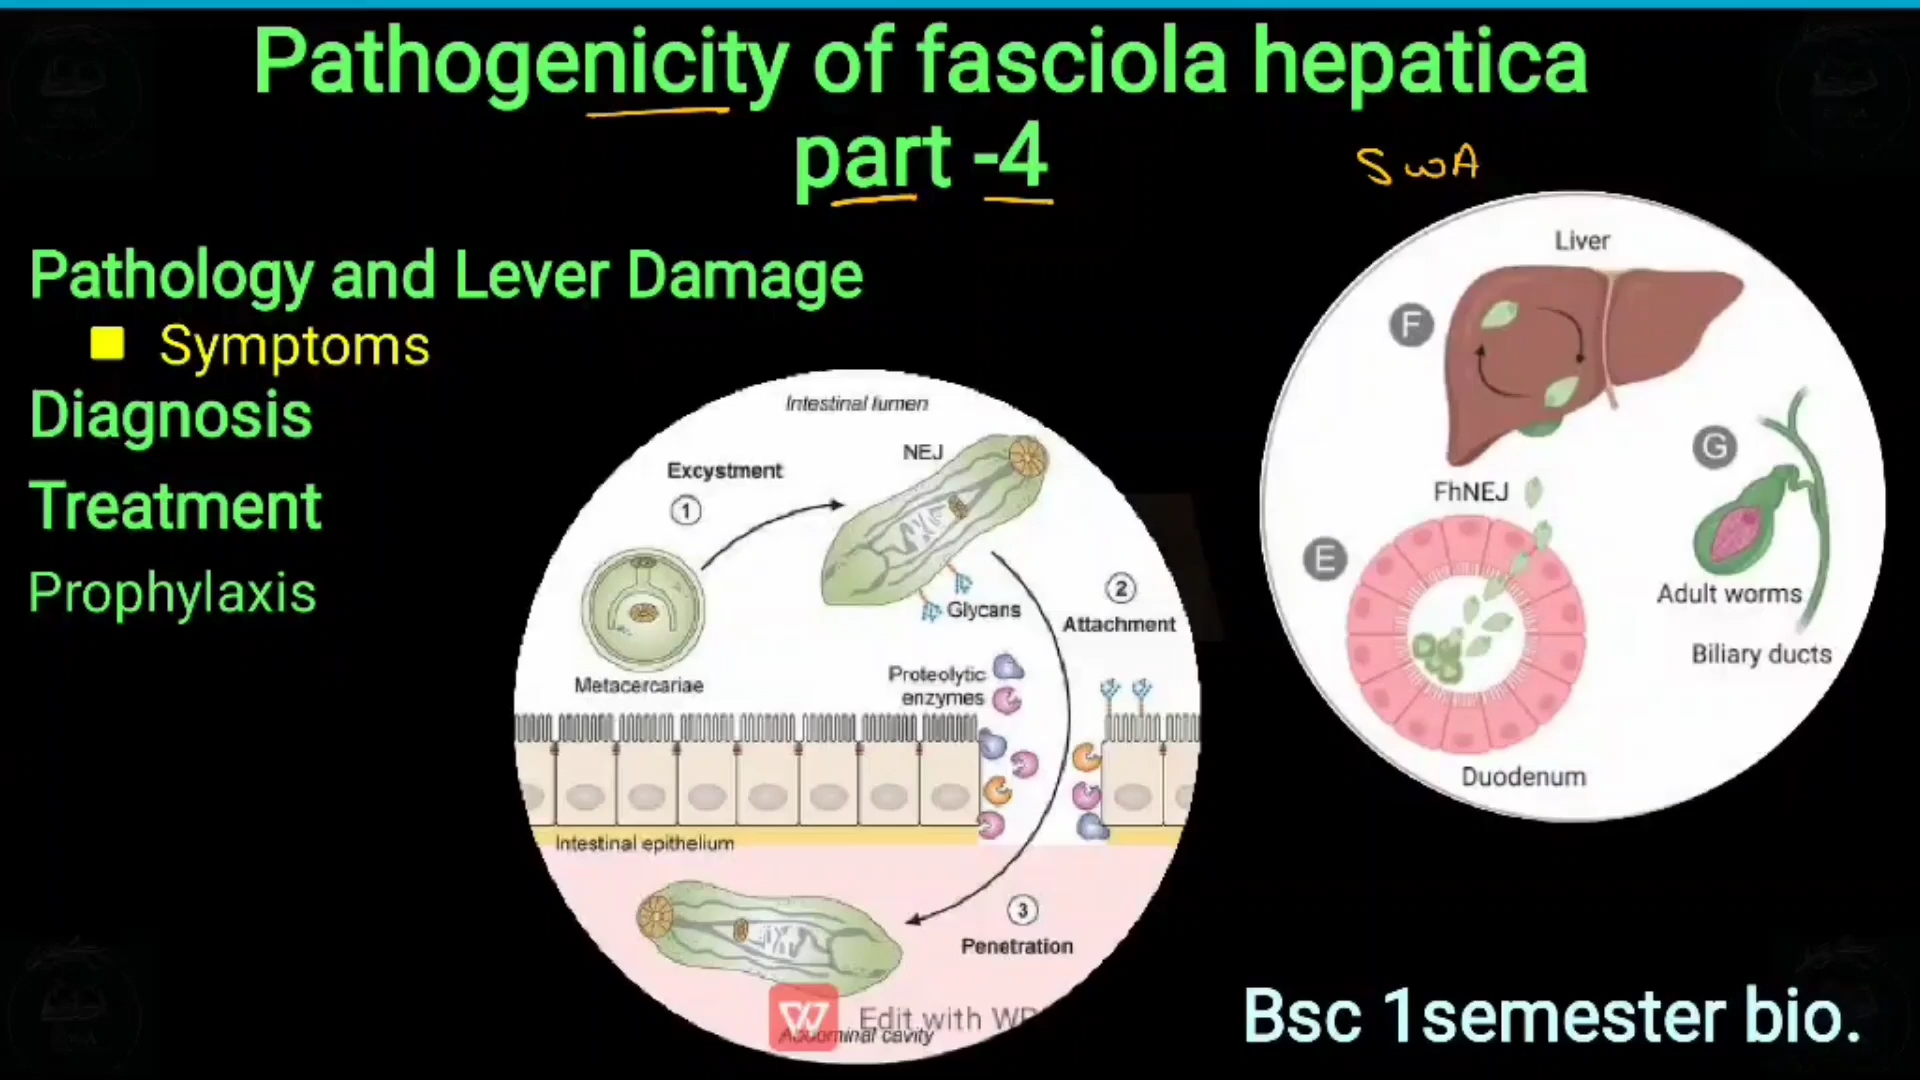 Pathogenicity of fasciola hepatica
part -4
SwA
Pathology and Lever Damage
Symptoms
Diagnosis
Treatment
Prophylaxis
Intestinal lumen
NEJ
Excystment
1
Glycans
2
Attachment
Metacercariae
Proteolytic
enzymes
Intestinal epithelium
3
Penetration
Edit with WP
Abdominal cavity
Liver
F
G
FhNEJ
E
Adult worms
Biliary ducts
Duodenum
Bsc 1semester bio.